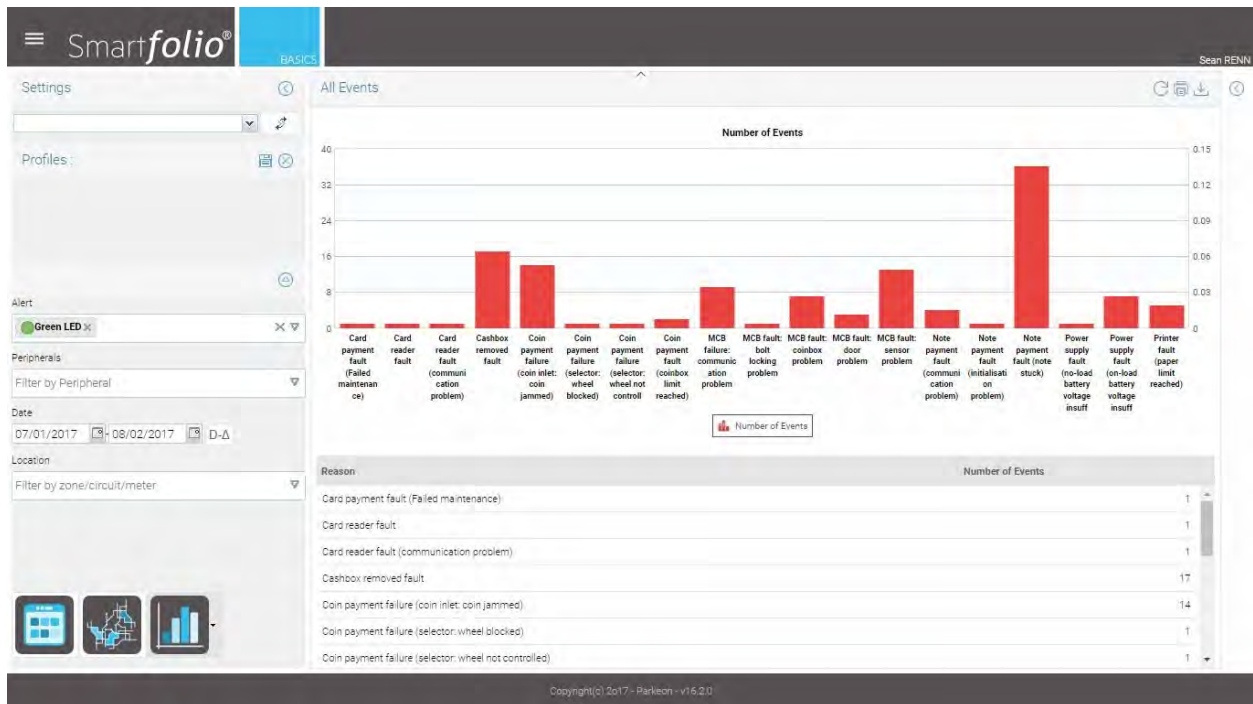 Smartfolio®
BASICS
Sean RENN
Settings
Profiles :
Alert
Green LED
Peripherals
Filter by Peripheral
Date
07/01/2017 - 08/02/2017 D-Δ
Location
Filter by zone/circuit/meter
All Events
Number of Events
40
32
24
16
8
0
0.15
0.12
0.09
0.06
0.03
0
Card
payment
fault
(Failed
maintenan
ce)
Card
reader
fault
Card
reader
fault
(communi
cation
problem)
Cashbox
removed
fault
Coin
payment
failure
(coin inlet:
coin
jammed)
Coin
payment
failure
(selector:
wheel
blocked)
Coin
payment
failure
(selector:
wheel not
controll
Coin
payment
fault
(coinbox
limit
reached)
MCB
failure:
communic
ation
problem
MCB fault:
bolt
locking
problem
MCB fault:
coinbox
problem
MCB fault:
door
problem
MCB fault:
sensor
problem
Note
payment
fault
(communi
cation
problem)
Note
payment
fault
(initialisati
on
problem)
Note
payment
fault (note
stuck)
Power
supply
fault
(no-load
battery
voltage
insuff
Power
supply
fault
(on-load
battery
voltage
insuff
Printer
fault
(paper
limit
reached)
Number of Events
Reason Number of Events
Card payment fault (Failed maintenance) 1
Card reader fault 1
Card reader fault (communication problem) 1
Cashbox removed fault 17
Coin payment failure (coin inlet: coin jammed) 14
Coin payment failure (selector: wheel blocked) 1
Coin payment failure (selector: wheel not controlled) 1
Copyright(c) 2o17 - Parkeon - v16.2.0